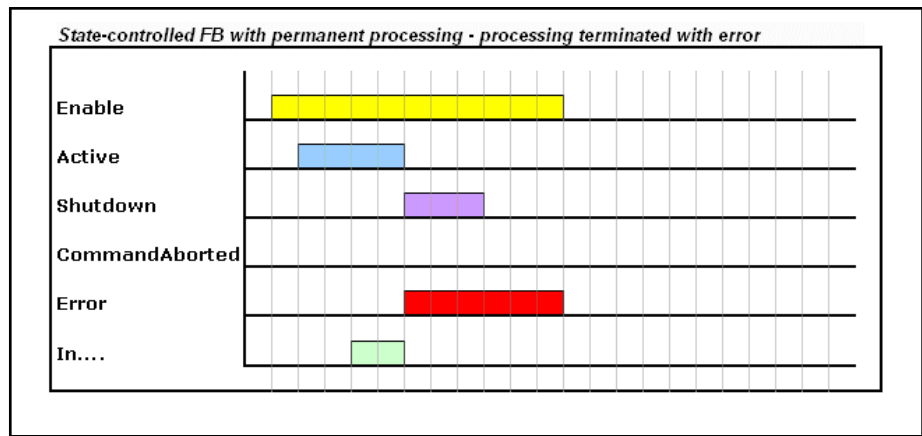 State-controlled FB with permanent processing - processing terminated with error
Enable
Active
Shutdown
CommandAborted
Error
In....